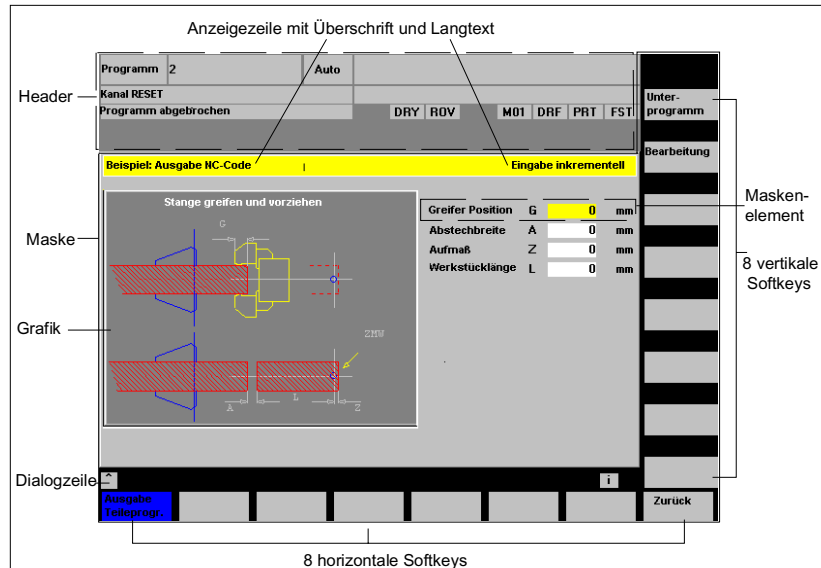 Anzeigezeile mit Überschrift und Langtext
Programm 2 Auto
Header
Kanal RESET
Programm abgebrochen DRY ROV M01 DRF PRT FST
Unter-
programm
Bearbeitung
Beispiel: Ausgabe NC-Code Eingabe inkrementell
Stange greifen und vorziehen
G
Greifer Position G 0 mm
Abstechbreite A 0 mm
Aufmaß Z 0 mm
Werkstücklänge L 0 mm
Masken-
element
Maske
8 vertikale
Softkeys
Grafik
ZMW
A L Z
Dialogzeile
^ i
Ausgabe
Teileprogr.
Zurück
8 horizontale Softkeys